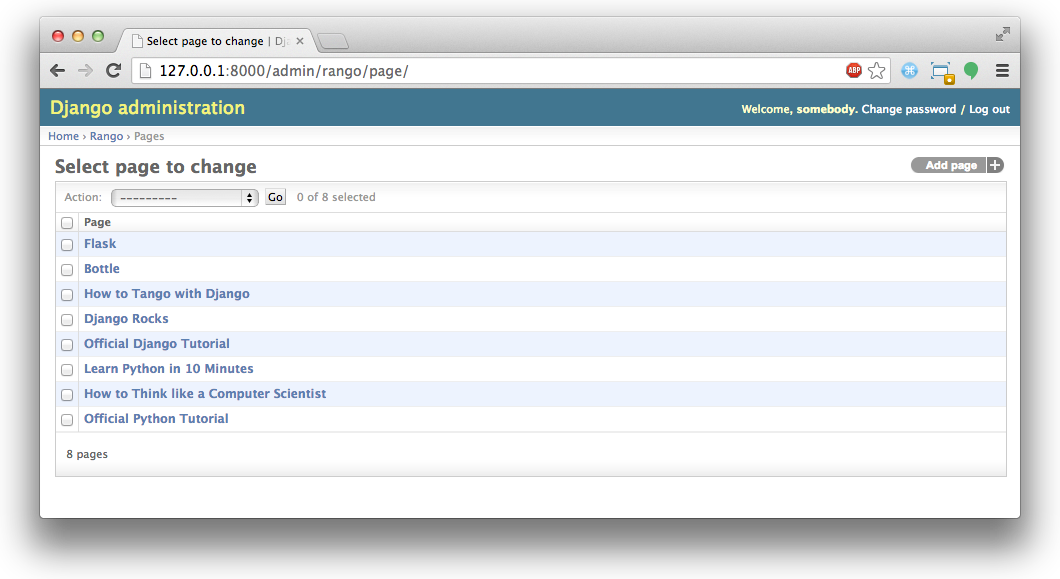 Select page to change | Dj
127.0.0.1:8000/admin/rango/page/
ABP
Django administration
Welcome, somebody. Change password / Log out
Home › Rango › Pages
Select page to change
Add page
Action: --------- Go 0 of 8 selected
Page
Flask
Bottle
How to Tango with Django
Django Rocks
Official Django Tutorial
Learn Python in 10 Minutes
How to Think like a Computer Scientist
Official Python Tutorial
8 pages